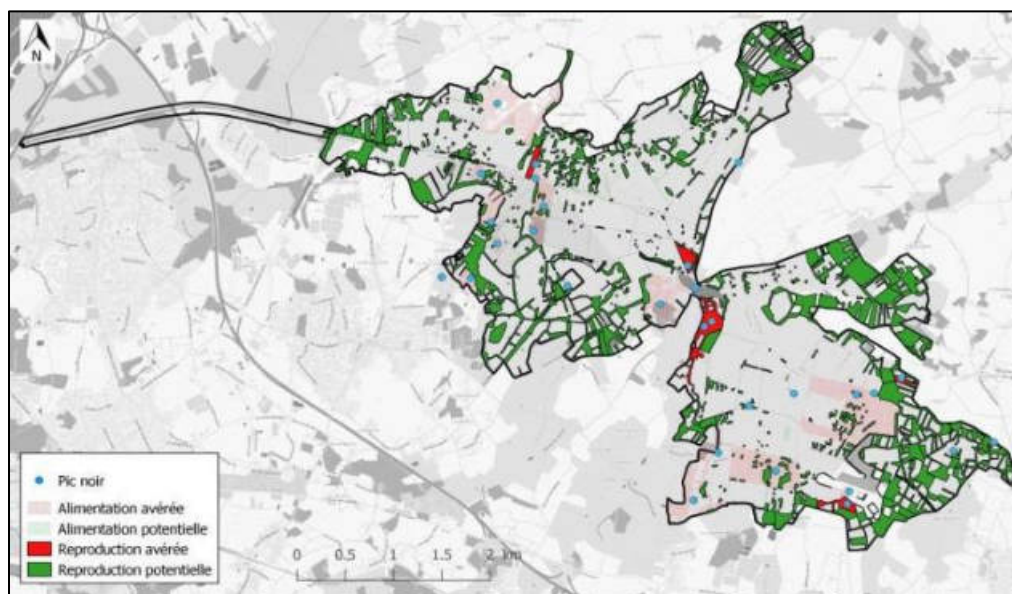 N
Pic noir
Alimentation avérée
Alimentation potentielle
Reproduction avérée
Reproduction potentielle
0 0.5 1 1.5 2 km